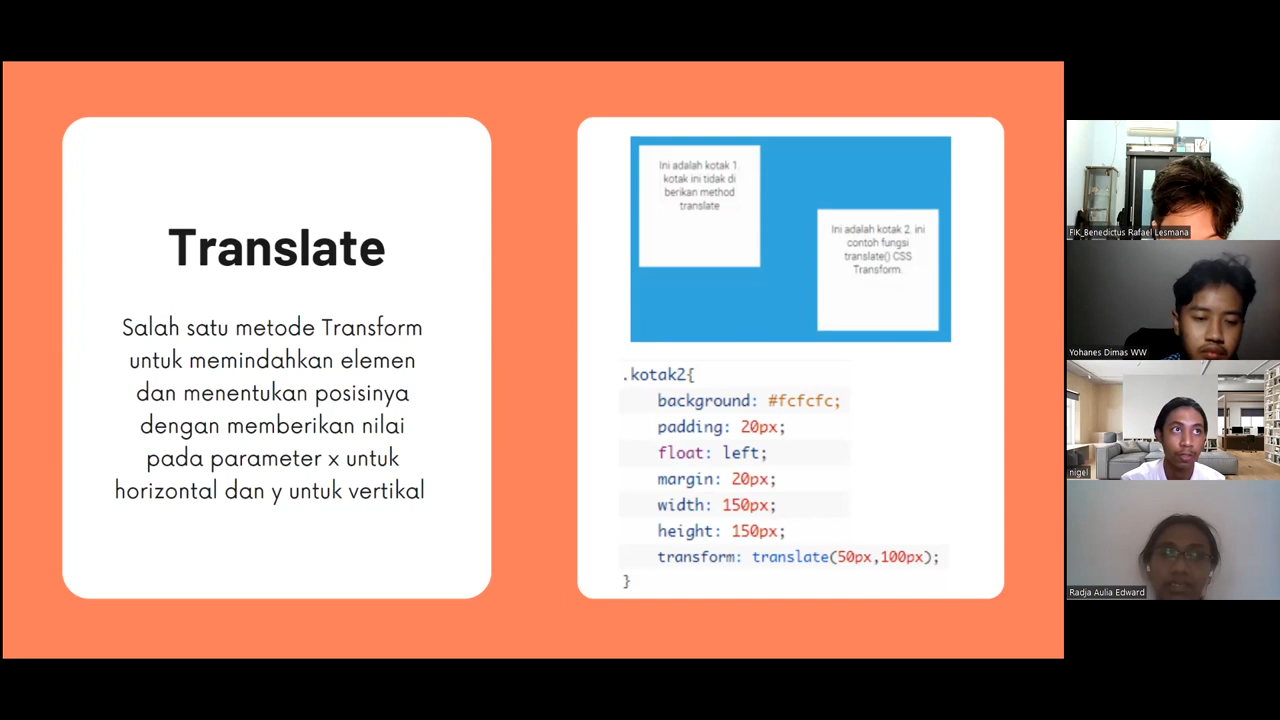 Translate
Salah satu metode Transform
untuk memindahkan elemen
dan menentukan posisinya
dengan memberikan nilai
pada parameter x untuk
horizontal dan y untuk vertikal
Ini adalah kotak 1.
kotak ini tidak di
berikan method
translate
Ini adalah kotak 2. ini
contoh fungsi
translate() CSS
Transform.
.kotak2{
background: #fcfcfc;
padding: 20px;
float: left;
margin: 20px;
width: 150px;
height: 150px;
transform: translate(50px,100px);
}
FIK_Benedictus Rafael Lesmana
Yohanes Dimas WW
nigel
Radja Aulia Edward